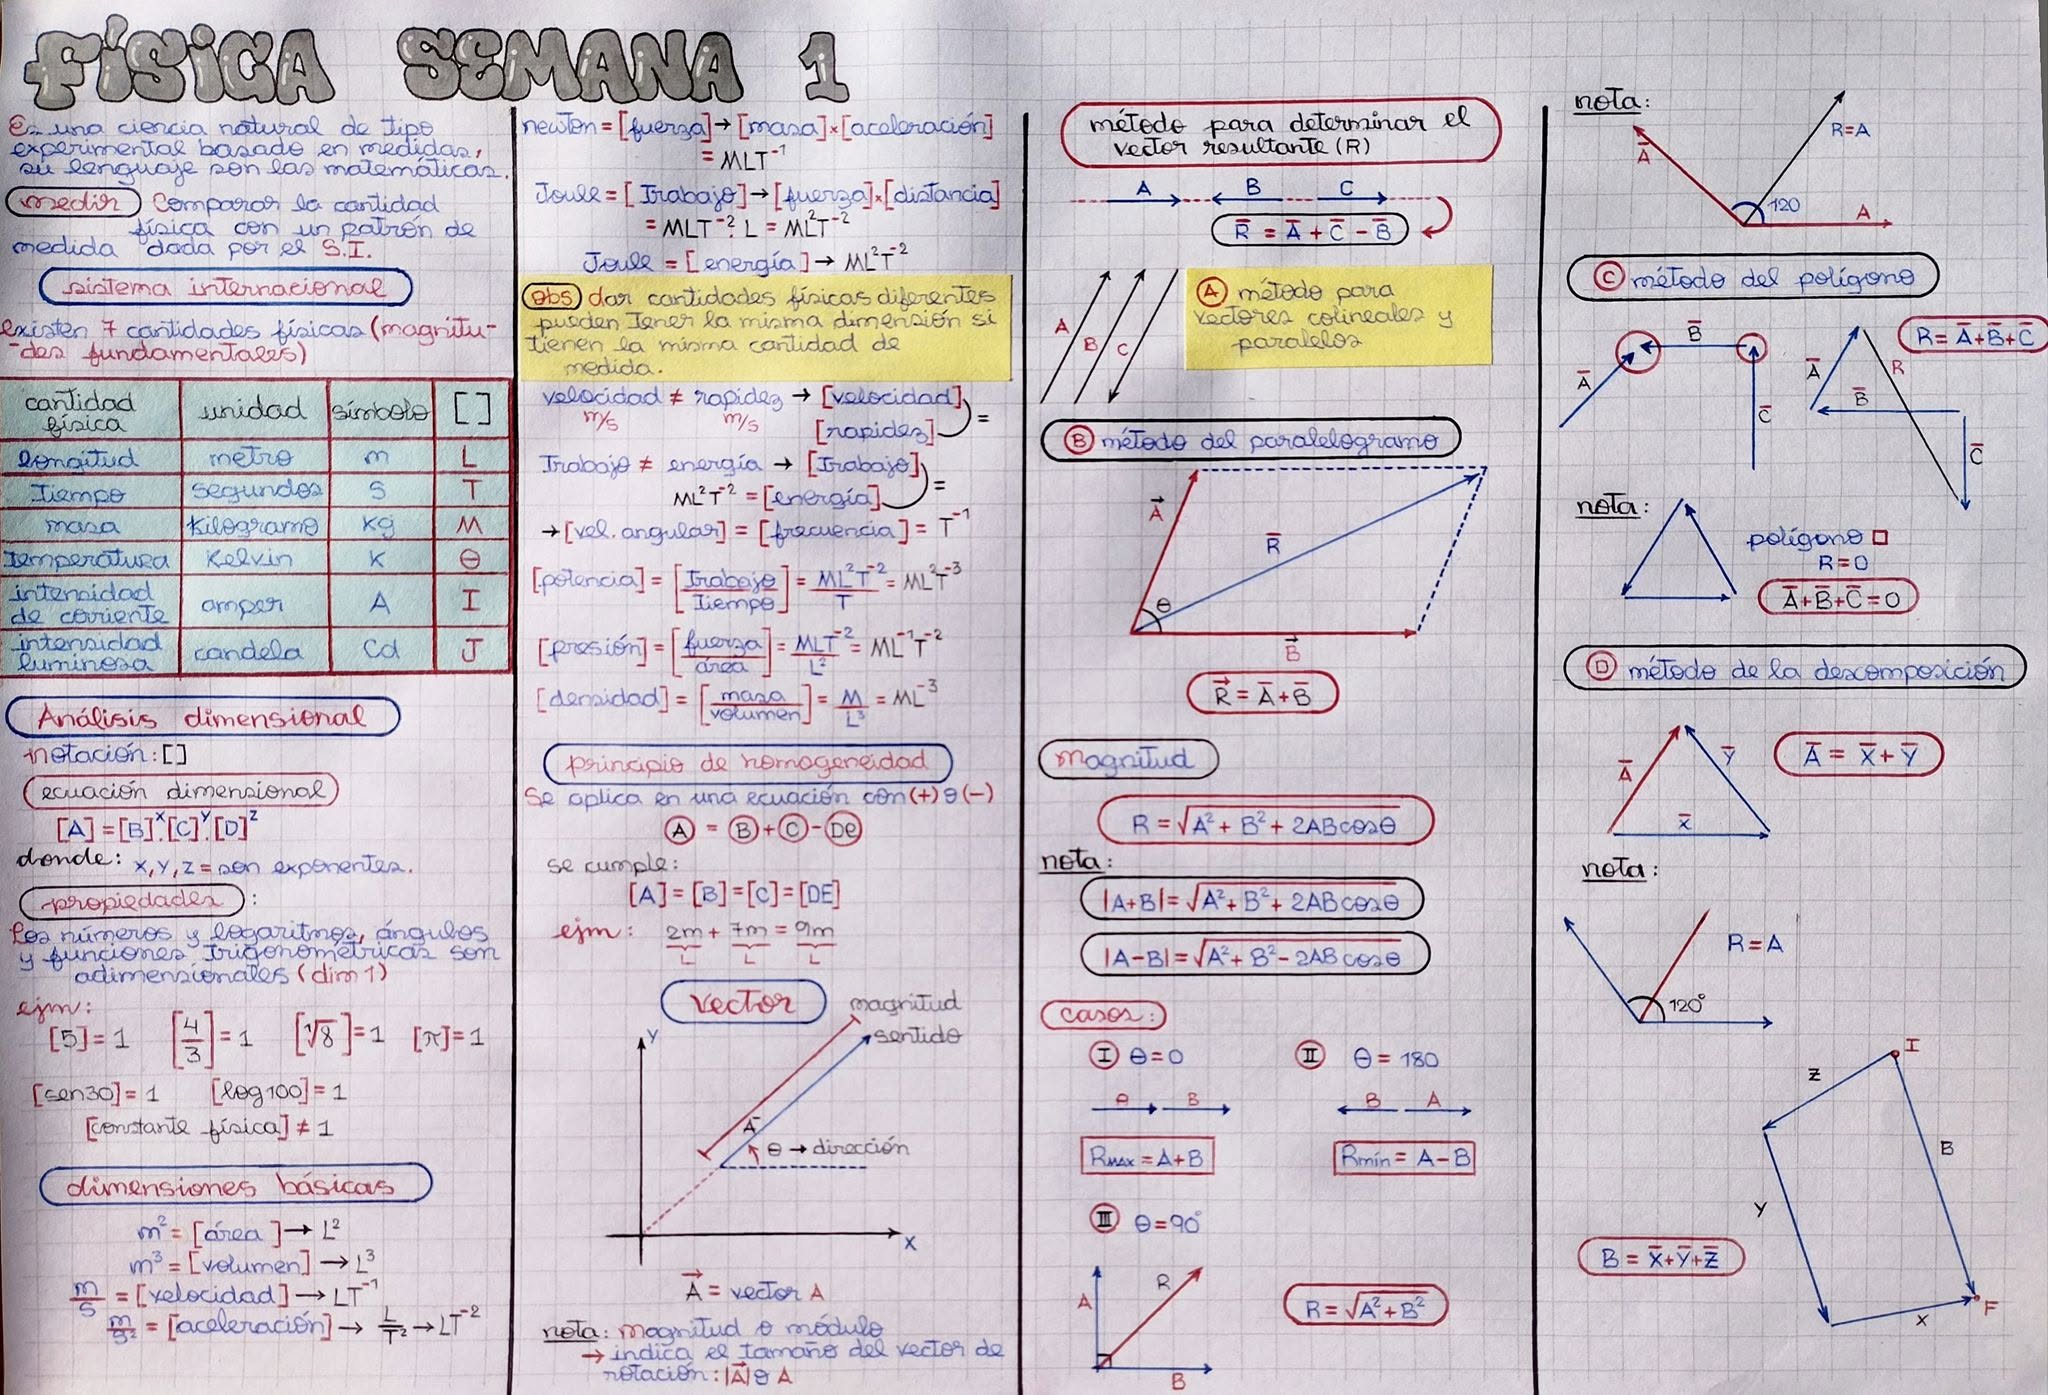 FÍSICA SEMANA 1
Es una ciencia natural de tipo
experimental basado en medidas,
su lenguaje son las matemáticas.
medir Comparar la cantidad
física con un patrón de
medida dada por el S.I.
sistema internacional
existen 7 cantidades físicas (magnitu-
-des fundamentales)
cantidad física unidad símbolo [ ]
longitud metro m L
Tiempo segundos s T
masa Kilogramo Kg M
Temperatura Kelvin K θ
intensidad de corriente amper A I
intensidad luminosa candela Cd J
Análisis dimensional
notación: [ ]
ecuación dimensional
[A] = [B]ˣ.[C]ʸ.[D]ᶻ
donde: x, y, z = son exponentes.
propiedades :
Los números y logaritmos, ángulos
y funciones trigonométricas son
adimensionales (dim 1)
ejm:
[5] = 1 [4/3] = 1 [√8] = 1 [π] = 1
[sen30] = 1 [log100] = 1
[constante física] ≠ 1
dimensiones básicas
m² = [área] → L²
m³ = [volumen] → L³
m/s = [velocidad] → LT⁻¹
m/s² = [aceleración] → L/T² → LT⁻²
newton = [fuerza] → [masa]×[aceleración]
= MLT⁻¹
Joule = [Trabajo] → [fuerza]×[distancia]
= MLT⁻². L = ML²T⁻²
Joule = [energía] → ML²T⁻²
Obs dar cantidades físicas diferentes
pueden tener la misma dimensión si
tienen la misma cantidad de
medida.
velocidad ≠ rapidez → [velocidad]
m/s m/s [rapidez] =
Trabajo ≠ energía → [Trabajo]
ML²T⁻² = [energía] =
→ [vel. angular] = [frecuencia] = T⁻¹
[potencia] = [Trabajo/Tiempo] = ML²T⁻²/T = ML²T⁻³
[presión] = [fuerza/área] = MLT⁻²/L² = ML⁻¹T⁻²
[densidad] = [masa/volumen] = M/L³ = ML⁻³
principio de homogeneidad
Se aplica en una ecuación con (+) o (-)
A = B + C - DE
se cumple:
[A] = [B] = [C] = [DE]
ejm: 2m + 7m = 9m
L L L
vector
magnitud
sentido
Y
A
θ → dirección
X
A⃗ = vector A
nota: magnitud o módulo
→ indica el tamaño del vector de
notación: |A⃗| o A
método para determinar el
vector resultante (R)
A B C
R̄ = Ā + C̄ - B̄
A B C
A método para
vectores colineales y
paralelos
B método del paralelogramo
A⃗
R̄
θ
B⃗
R⃗ = Ā + B̄
magnitud
R = √A² + B² + 2ABcosθ
nota:
|A+B| = √A² + B² + 2ABcosθ
|A-B| = √A² + B² - 2ABcosθ
casos:
I θ = 0 II θ = 180
θ B B A
Rmax = A + B Rmín = A - B
III θ = 90°
A R
B
R = √A² + B²
nota:
Ā
R=A
120
A
C método del polígono
Ā B̄ C̄
Ā R B̄ C̄
R = Ā+B̄+C̄
nota:
polígono □
R=0
Ā+B̄+C̄=0
D método de la descomposición
Ā Ȳ
X̄
Ā = X̄ + Ȳ
nota:
R = A
120°
I
Z
B
Y
B = X̄+Ȳ+Z̄
X
F